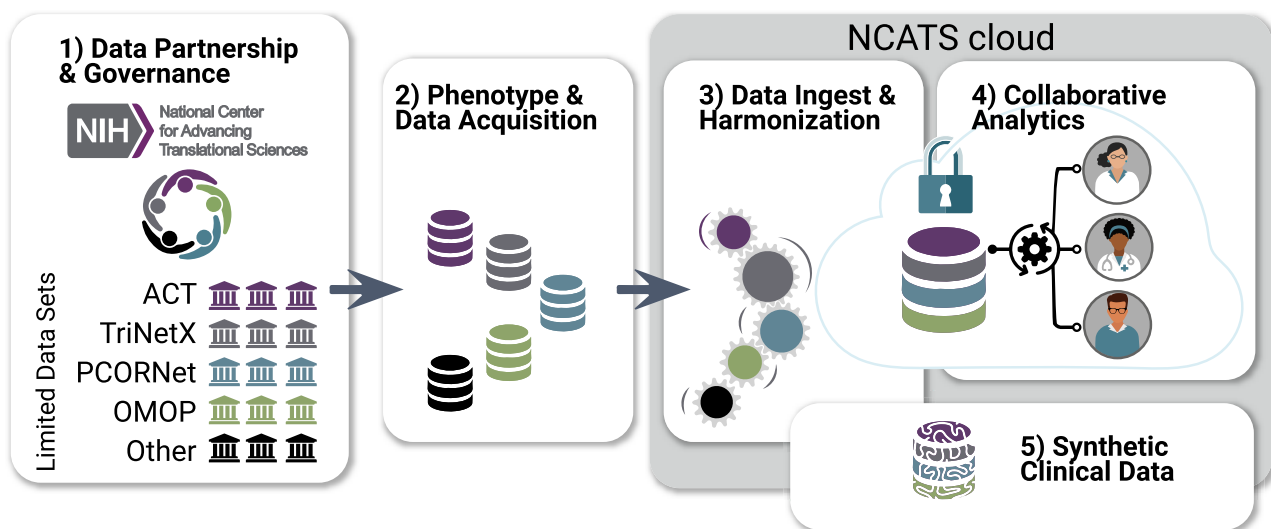 NCATS cloud
1) Data Partnership
& Governance
NIH
National Center
for Advancing
Translational Sciences
Limited Data Sets
ACT
TriNetX
PCORNet
OMOP
Other
2) Phenotype &
Data Acquisition
3) Data Ingest &
Harmonization
4) Collaborative
Analytics
5) Synthetic
Clinical Data